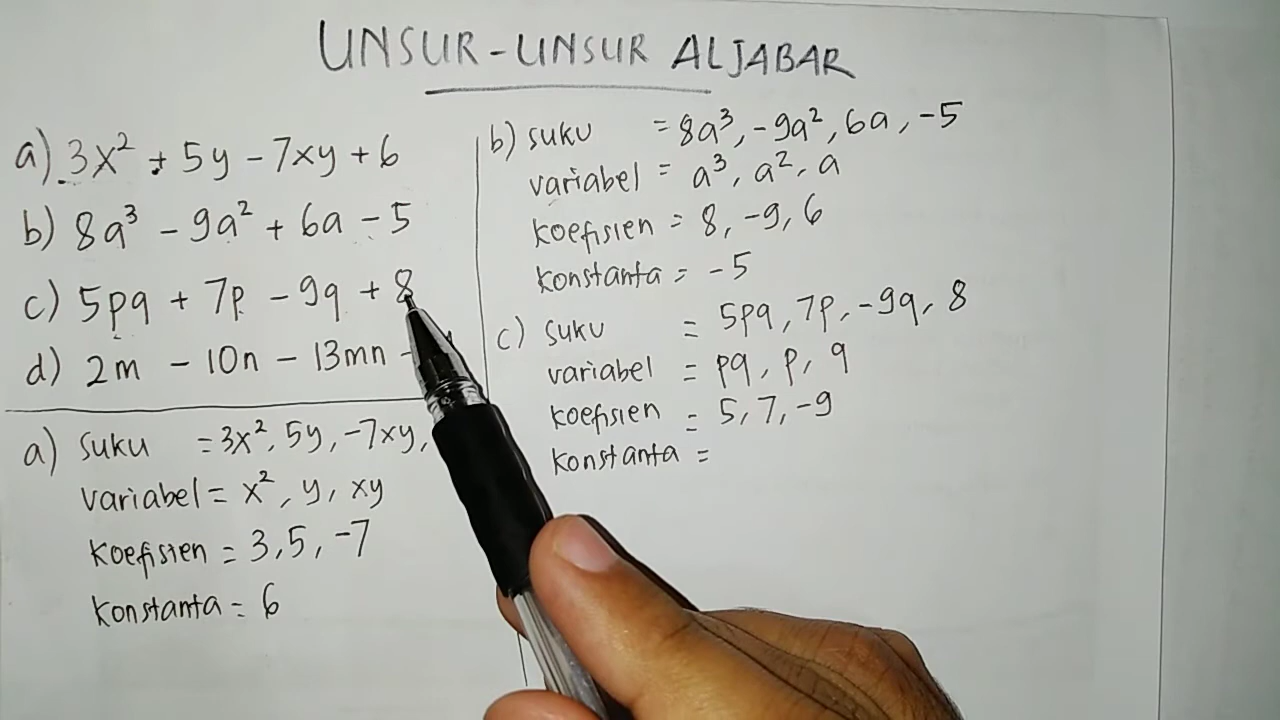 UNSUR-UNSUR ALJABAR
a) 3x² + 5y - 7xy + 6
b) 8a³ - 9a² + 6a - 5
c) 5pq + 7p - 9q + 8
d) 2m - 10n - 13mn -
a) suku = 3x², 5y, -7xy,
variabel = x², y, xy
koefisien = 3, 5, -7
konstanta = 6
b) suku = 8a³, -9a², 6a, -5
variabel = a³, a², a
koefisien = 8, -9, 6
konstanta = -5
c) suku = 5pq, 7p, -9q, 8
variabel = pq, p, q
koefisien = 5, 7, -9
konstanta =